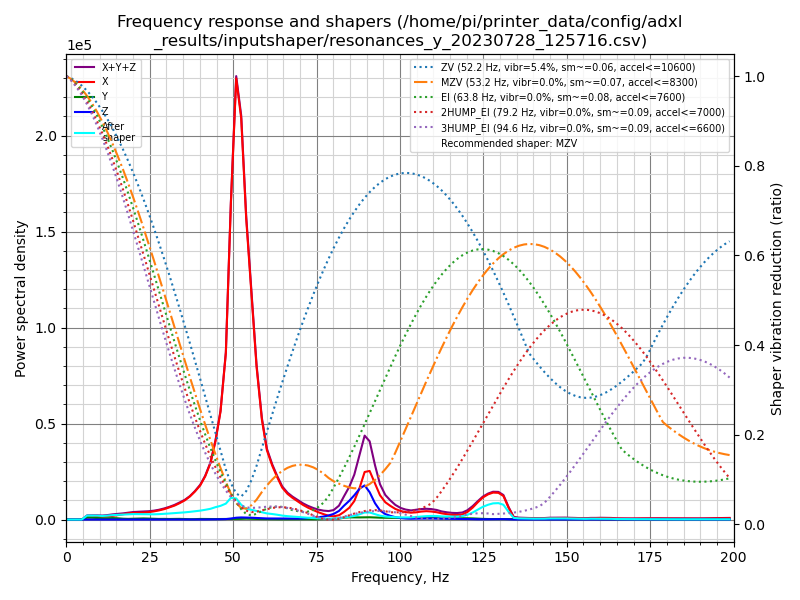 Frequency response and shapers (/home/pi/printer_data/config/adxl
_results/inputshaper/resonances_y_20230728_125716.csv)
1e5
X+Y+Z
X
Y
Z
After
shaper
ZV (52.2 Hz, vibr=5.4%, sm~=0.06, accel<=10600)
MZV (53.2 Hz, vibr=0.0%, sm~=0.07, accel<=8300)
EI (63.8 Hz, vibr=0.0%, sm~=0.08, accel<=7600)
2HUMP_EI (79.2 Hz, vibr=0.0%, sm~=0.09, accel<=7000)
3HUMP_EI (94.6 Hz, vibr=0.0%, sm~=0.09, accel<=6600)
Recommended shaper: MZV
2.0
1.5
1.0
0.5
0.0
Power spectral density
1.0
0.8
0.6
0.4
0.2
0.0
Shaper vibration reduction (ratio)
0 25 50 75 100 125 150 175 200
Frequency, Hz